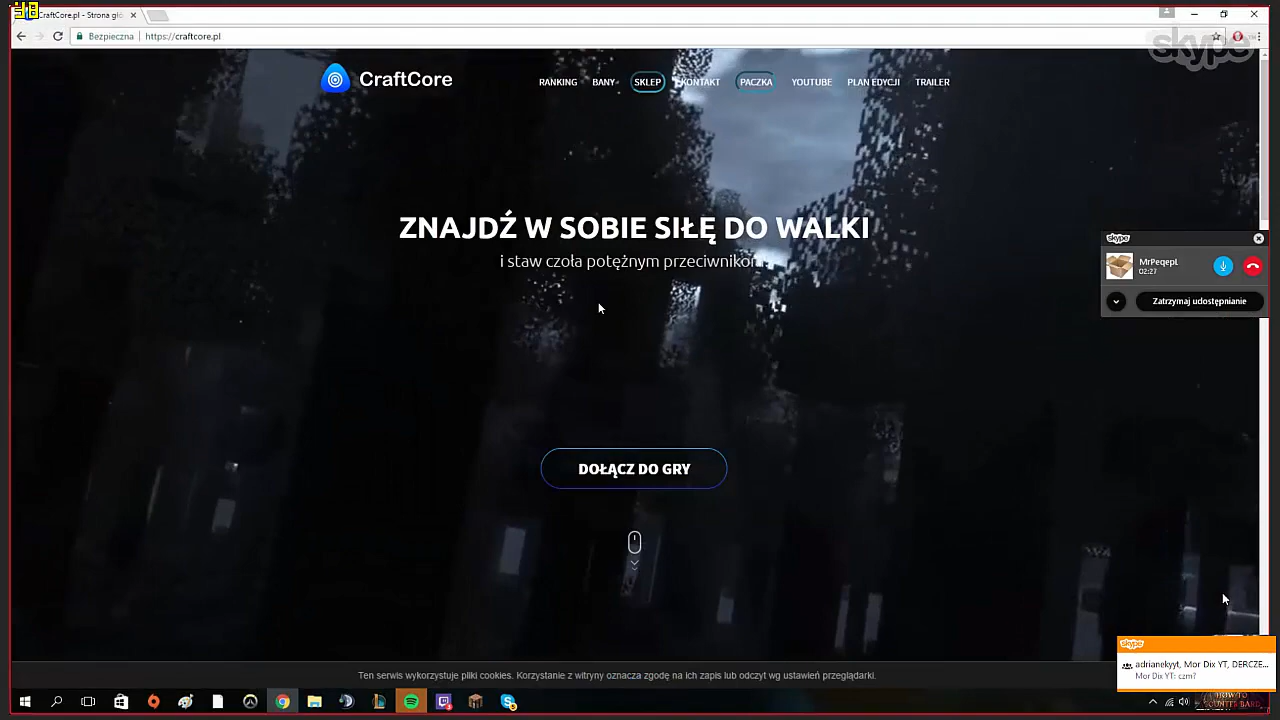 CraftCore.pl - Strona głó
Bezpieczna
https://craftcore.pl
skype
CraftCore
RANKING BANY SKLEP KONTAKT PACZKA YOUTUBE PLAN EDYCJI TRAILER
ZNAJDŹ W SOBIE SIŁĘ DO WALKI
i staw czoła potężnym przeciwnikom
skype
MrPeqepL
02:27
Zatrzymaj udostępnianie
DOŁĄCZ DO GRY
skype
adrianekyyt, Mor Dix YT, DERCZE...
Mor Dix YT: czm?
Ten serwis wykorzystuje pliki cookies. Korzystanie z witryny oznacza zgodę na ich zapis lub odczyt wg ustawień przeglądarki.